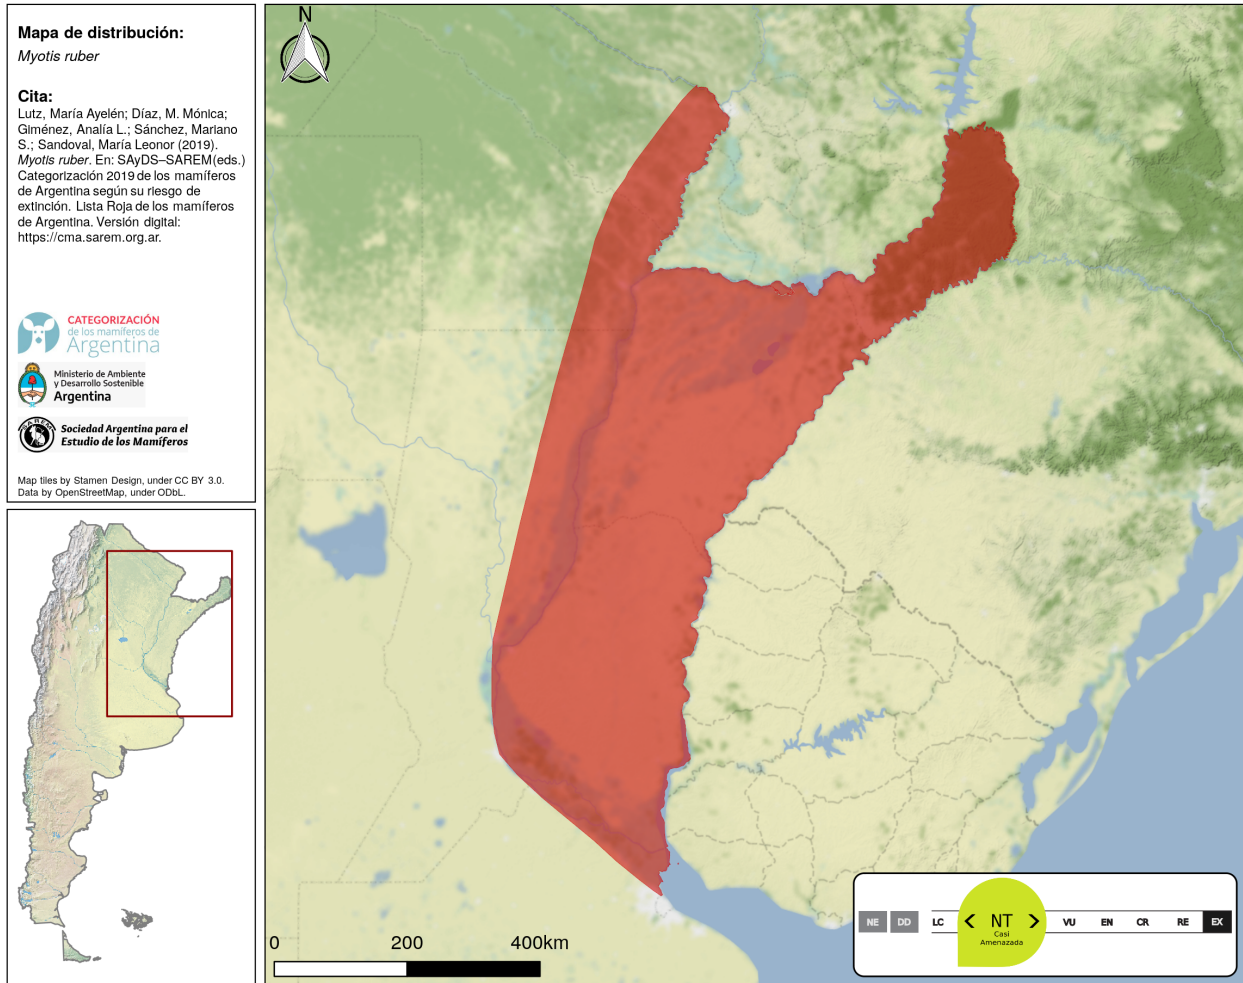 Mapa de distribución:
Myotis ruber
Cita:
Lutz, María Ayelén; Díaz, M. Mónica;
Giménez, Analía L.; Sánchez, Mariano
S.; Sandoval, María Leonor (2019).
Myotis ruber. En: SAyDS–SAREM(eds.)
Categorización 2019 de los mamíferos
de Argentina según su riesgo de
extinción. Lista Roja de los mamíferos
de Argentina. Versión digital:
https://cma.sarem.org.ar.
CATEGORIZACIÓN
de los mamíferos de
Argentina
Ministerio de Ambiente
y Desarrollo Sostenible
Argentina
SAREM
Sociedad Argentina para el
Estudio de los Mamíferos
Map tiles by Stamen Design, under CC BY 3.0.
Data by OpenStreetMap, under ODbL.
N
0 200 400km
NE DD LC < NT > VU EN CR RE EX
Casi
Amenazada